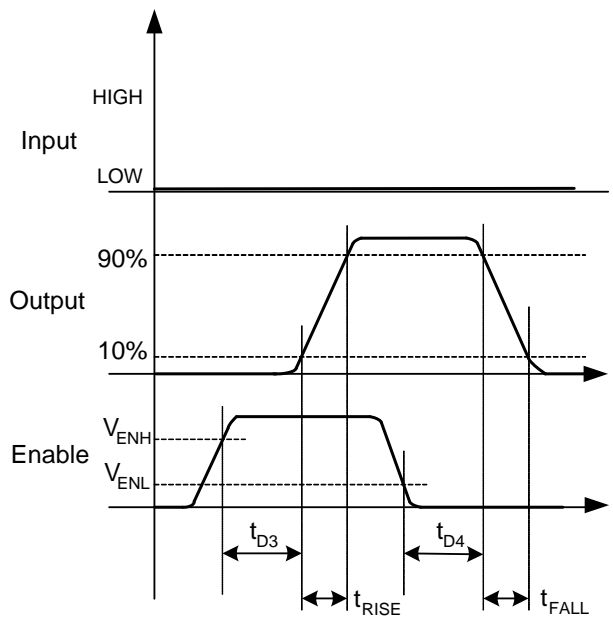 HIGH
Input
LOW
90%
Output
10%
VENH
Enable
VENL
tD3
tD4
tRISE
tFALL